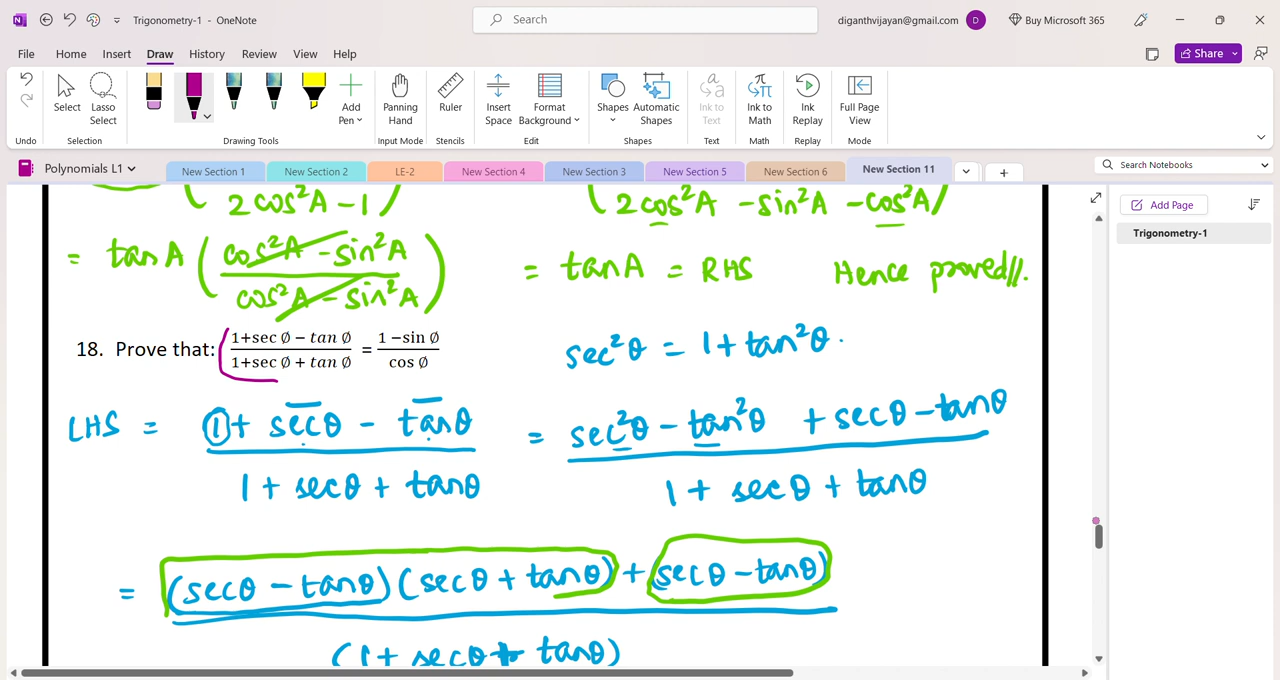 Trigonometry-1 - OneNote
Search
diganthvijayan@gmail.com D Buy Microsoft 365
File Home Insert Draw History Review View Help
Share
Select Lasso Select Add Pen Panning Hand Ruler Insert Space Format Background Shapes Automatic Shapes Ink to Text Ink to Math Ink Replay Full Page View
Undo Selection Drawing Tools Input Mode Stencils Edit Shapes Text Math Replay Mode
Polynomials L1 New Section 1 New Section 2 LE-2 New Section 4 New Section 3 New Section 5 New Section 6 New Section 11 + Search Notebooks
Add Page
Trigonometry-1
( 2cos²A - 1 ) ( 2cos²A - sin²A - cos²A )
= tanA ( (cos²A - sin²A) / (cos²A - sin²A) ) = tanA = RHS Hence proved//.
18. Prove that: (1+sec Ø − tan Ø)/(1+sec Ø + tan Ø) = (1 −sin Ø)/(cos Ø)
sec²θ = 1 + tan²θ.
LHS = (1 + secθ - tanθ)/(1 + secθ + tanθ) = (sec²θ - tan²θ + secθ - tanθ)/(1 + secθ + tanθ)
= (secθ - tanθ)(secθ + tanθ) + (secθ - tanθ)
(1 + secθ + tanθ)